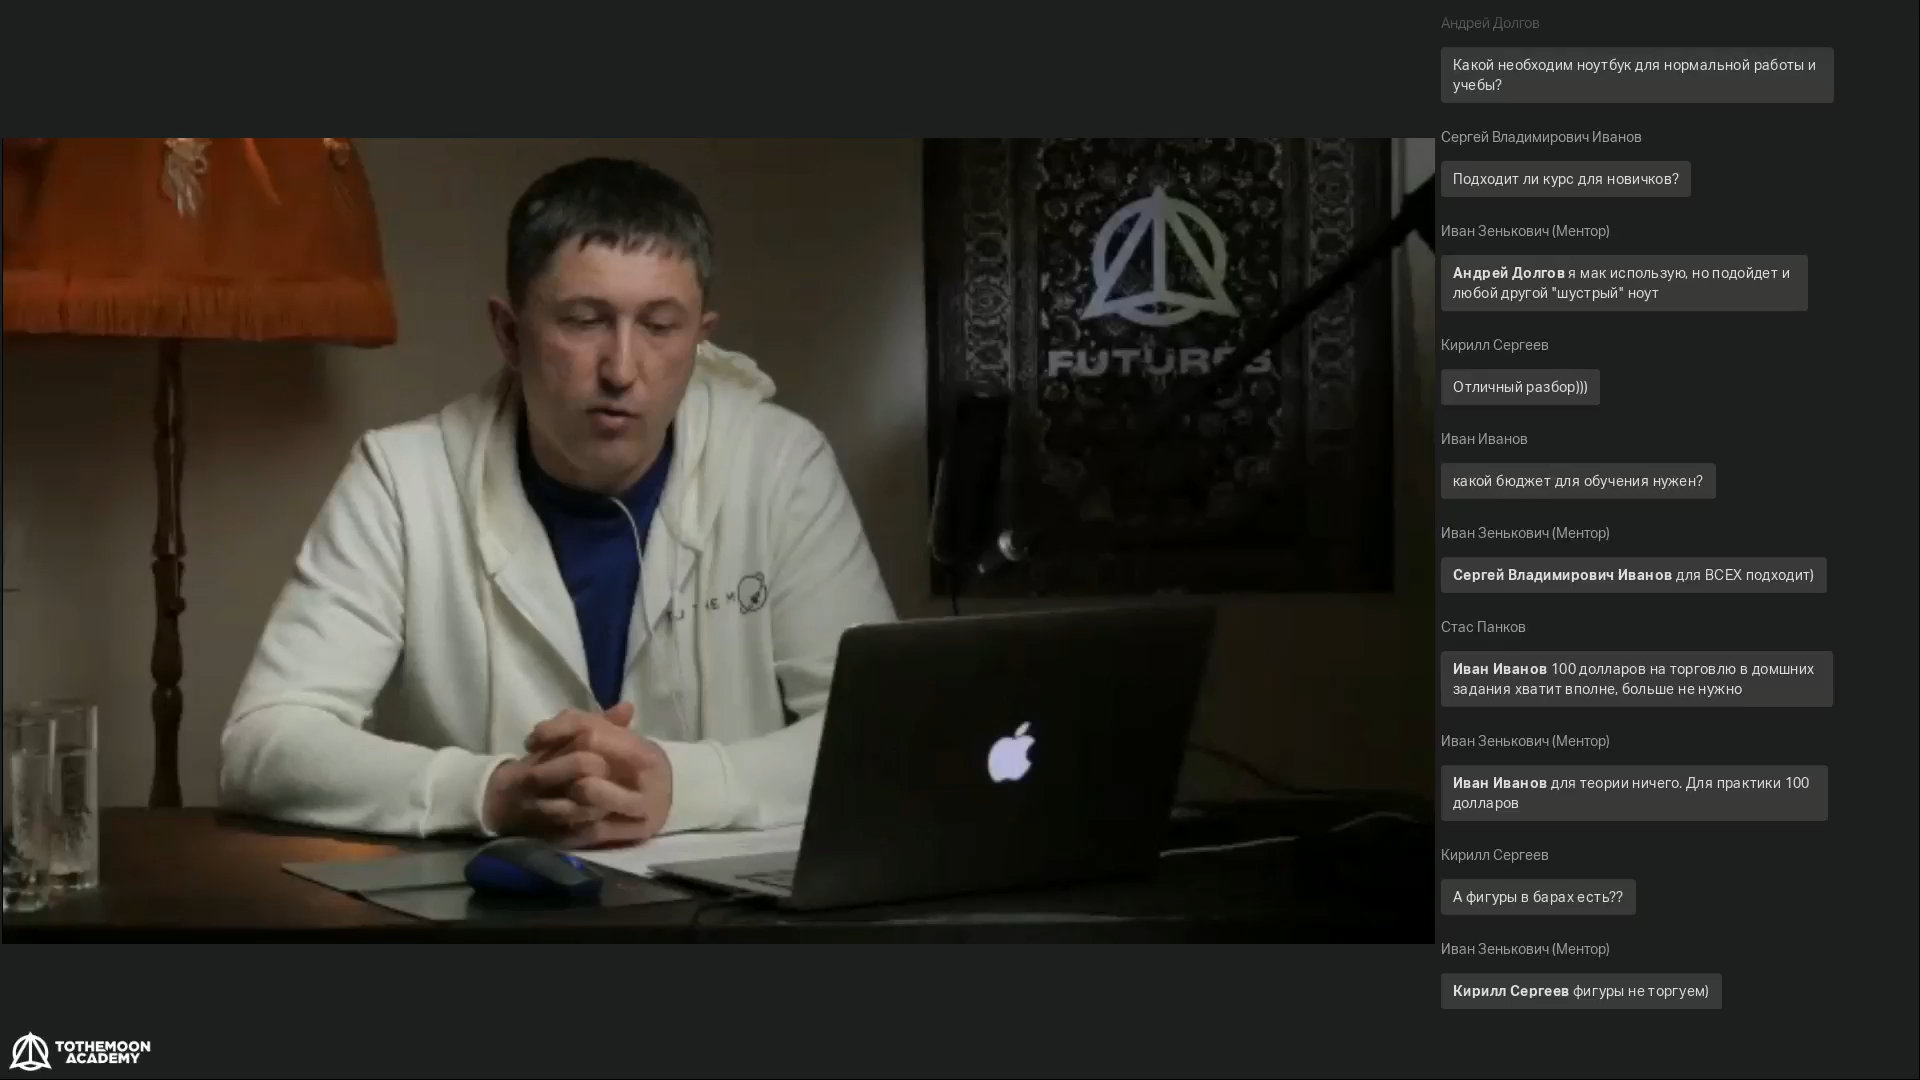 FUTURES
TO THE M
TOTHEMOON
ACADEMY
Андрей Долгов
Какой необходим ноутбук для нормальной работы и
учебы?
Сергей Владимирович Иванов
Подходит ли курс для новичков?
Иван Зенькович (Ментор)
Андрей Долгов я мак использую, но подойдет и
любой другой "шустрый" ноут
Кирилл Сергеев
Отличный разбор)))
Иван Иванов
какой бюджет для обучения нужен?
Иван Зенькович (Ментор)
Сергей Владимирович Иванов для ВСЕХ подходит)
Стас Панков
Иван Иванов 100 долларов на торговлю в домшних
задания хватит вполне, больше не нужно
Иван Зенькович (Ментор)
Иван Иванов для теории ничего. Для практики 100
долларов
Кирилл Сергеев
А фигуры в барах есть??
Иван Зенькович (Ментор)
Кирилл Сергеев фигуры не торгуем)